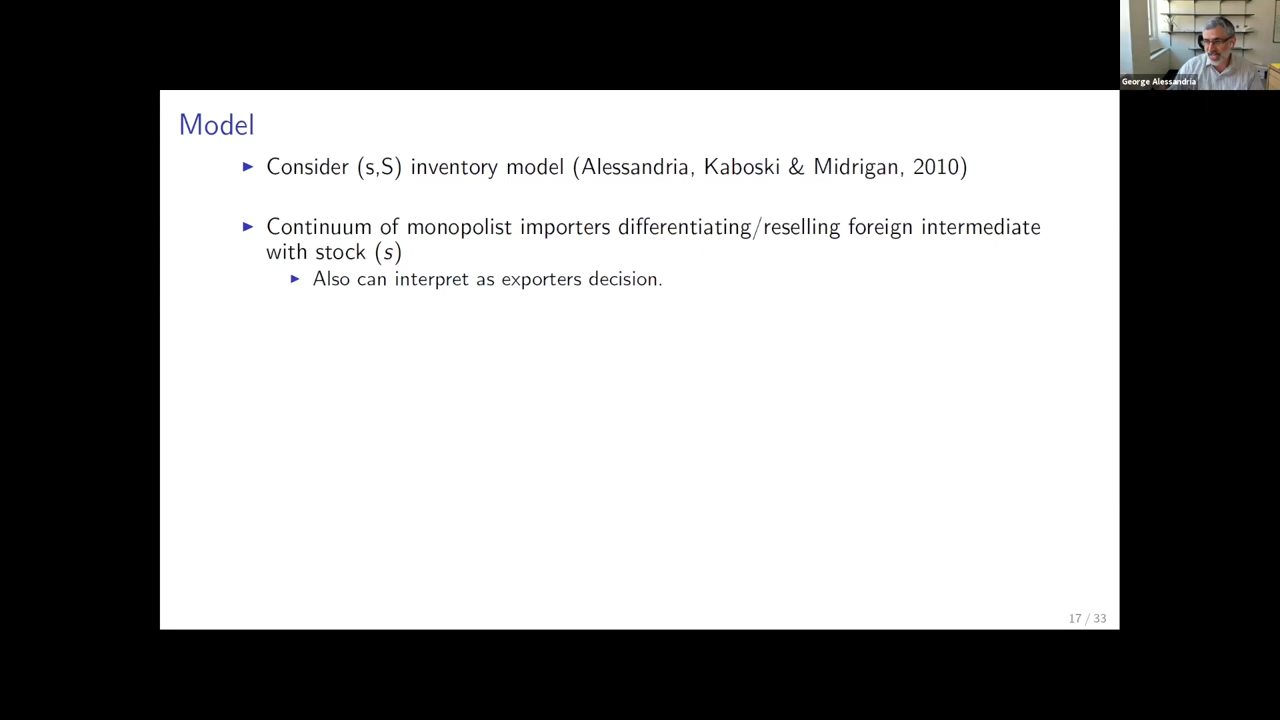 George Alessandria
Model
▶ Consider (s,S) inventory model (Alessandria, Kaboski & Midrigan, 2010)
▶ Continuum of monopolist importers differentiating/reselling foreign intermediate
with stock (s)
▶ Also can interpret as exporters decision.
17 / 33